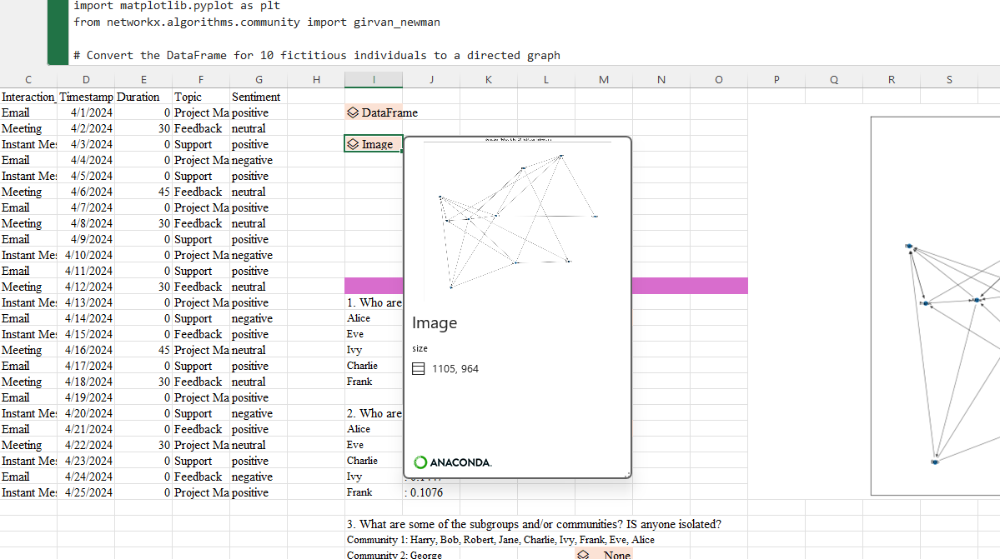 import matplotlib.pyplot as plt
from networkx.algorithms.community import girvan_newman
# Convert the DataFrame for 10 fictitious individuals to a directed graph
C D E F G H I J K L M N O P Q R S
Interaction Timestamp Duration Topic Sentiment
Email 4/1/2024 0 Project Ma positive DataFrame
Meeting 4/2/2024 30 Feedback neutral
Instant Mes 4/3/2024 0 Support positive Image
Email 4/4/2024 0 Project Ma negative
Instant Mes 4/5/2024 0 Support positive
Meeting 4/6/2024 45 Feedback neutral
Email 4/7/2024 0 Project Ma positive
Meeting 4/8/2024 30 Feedback neutral
Email 4/9/2024 0 Support positive
Instant Mes 4/10/2024 0 Project Ma negative
Email 4/11/2024 0 Support positive
Meeting 4/12/2024 30 Feedback neutral
Instant Mes 4/13/2024 0 Project Ma positive 1. Who are
Email 4/14/2024 0 Support negative Alice
Instant Mes 4/15/2024 0 Feedback positive Eve
Meeting 4/16/2024 45 Project Ma neutral Ivy
Email 4/17/2024 0 Support positive Charlie
Meeting 4/18/2024 30 Feedback neutral Frank
Email 4/19/2024 0 Project Ma positive
Instant Mes 4/20/2024 0 Support negative 2. Who are
Email 4/21/2024 0 Feedback positive Alice
Meeting 4/22/2024 30 Project Ma neutral Eve
Instant Mes 4/23/2024 0 Support positive Charlie
Email 4/24/2024 0 Feedback negative Ivy
Instant Mes 4/25/2024 0 Project Ma positive Frank : 0.1076
Image
size
1105, 964
ANACONDA.
3. What are some of the subgroups and/or communities? IS anyone isolated?
Community 1: Harry, Bob, Robert, Jane, Charlie, Ivy, Frank, Eve, Alice
Community 2: George None